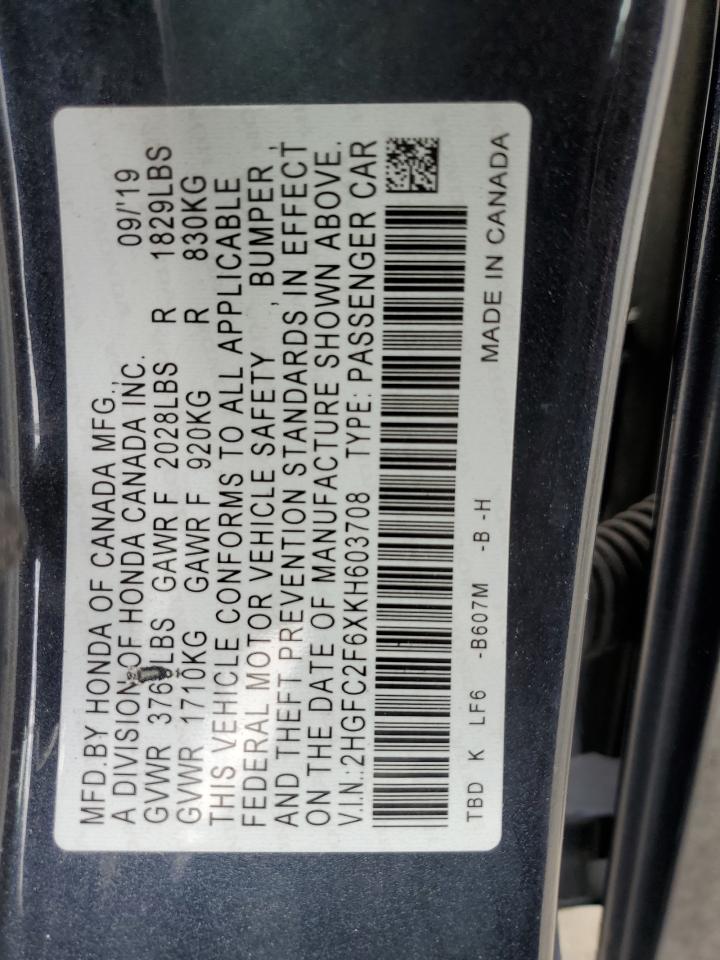 MFD.BY HONDA OF CANADA MFG., 09/'19
A DIVISION OF HONDA CANADA INC.
GVWR LBS GAWR F 2028LBS R 1829LBS
GVWR 1710KG GAWR F 920KG R 830KG
THIS VEHICLE CONFORMS TO ALL APPLICABLE
FEDERAL MOTOR VEHICLE SAFETY , BUMPER ,
AND THEFT PREVENTION STANDARDS IN EFFECT
ON THE DATE OF MANUFACTURE SHOWN ABOVE.
V.I.N.:2HGFC2F6XKH603708 TYPE: PASSENGER CAR
MADE IN CANADA
TBD K LF6 -B607M -B -H